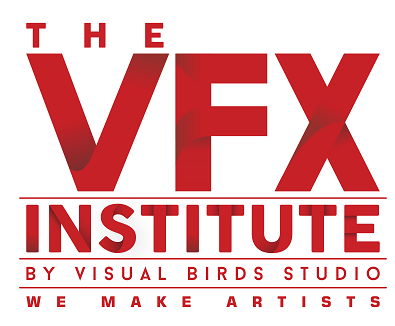 THE
VFX
INSTITUTE
BY VISUAL BIRDS STUDIO
WE MAKE ARTISTS